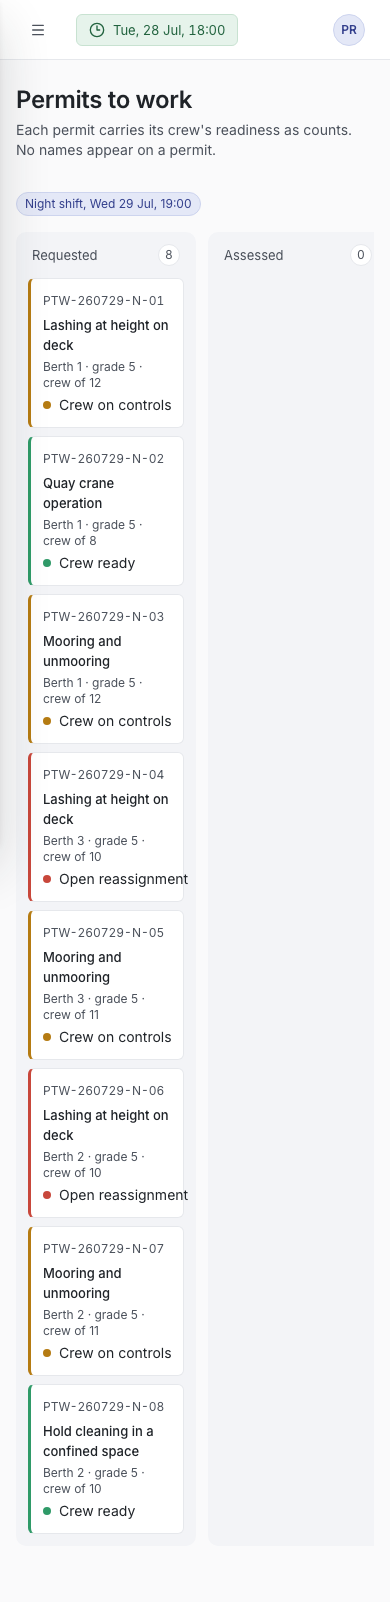 Tue, 28 Jul, 18:00
PR
Permits to work
Each permit carries its crew's readiness as counts.
No names appear on a permit.
Night shift, Wed 29 Jul, 19:00
Requested
8
Assessed
0
PTW-260729-N-01
Lashing at height on
deck
Berth 1 · grade 5 ·
crew of 12
Crew on controls
PTW-260729-N-02
Quay crane
operation
Berth 1 · grade 5 ·
crew of 8
Crew ready
PTW-260729-N-03
Mooring and
unmooring
Berth 1 · grade 5 ·
crew of 12
Crew on controls
PTW-260729-N-04
Lashing at height on
deck
Berth 3 · grade 5 ·
crew of 10
Open reassignment
PTW-260729-N-05
Mooring and
unmooring
Berth 3 · grade 5 ·
crew of 11
Crew on controls
PTW-260729-N-06
Lashing at height on
deck
Berth 2 · grade 5 ·
crew of 10
Open reassignment
PTW-260729-N-07
Mooring and
unmooring
Berth 2 · grade 5 ·
crew of 11
Crew on controls
PTW-260729-N-08
Hold cleaning in a
confined space
Berth 2 · grade 5 ·
crew of 10
Crew ready